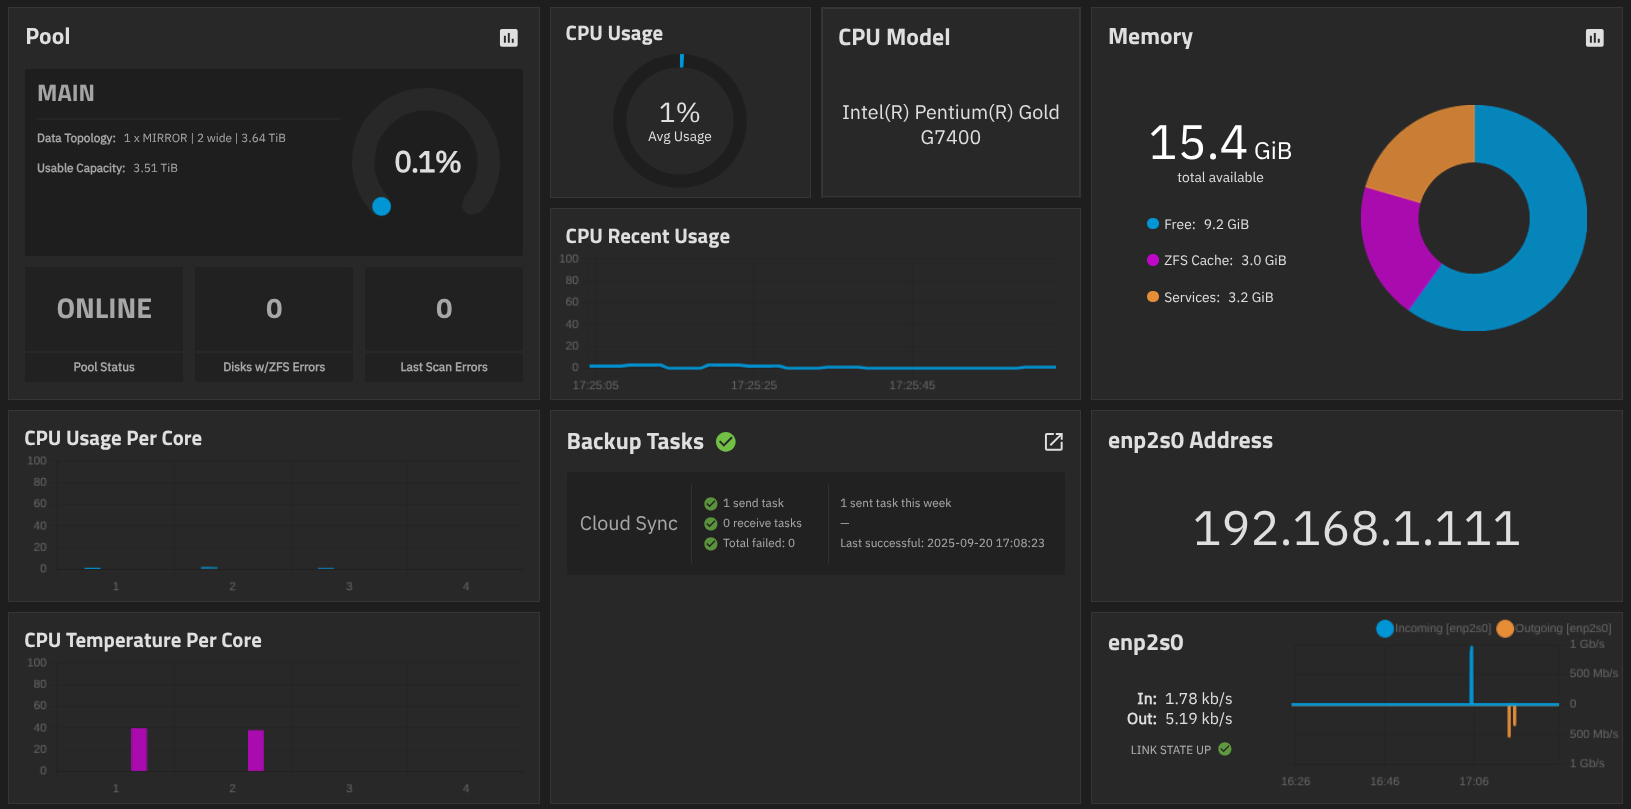 Pool
MAIN
Data Topology: 1 x MIRROR | 2 wide | 3.64 TiB
Usable Capacity: 3.51 TiB
0.1%
ONLINE
Pool Status
0
Disks w/ZFS Errors
0
Last Scan Errors
CPU Usage
1%
Avg Usage
CPU Model
Intel(R) Pentium(R) Gold
G7400
CPU Recent Usage
100
80
60
40
20
0
17:25:05
17:25:25
17:25:45
Memory
15.4 GiB
total available
Free: 9.2 GiB
ZFS Cache: 3.0 GiB
Services: 3.2 GiB
CPU Usage Per Core
100
80
60
40
20
0
1
2
3
4
CPU Temperature Per Core
100
80
60
40
20
0
1
2
3
4
Backup Tasks
Cloud Sync
1 send task
0 receive tasks
Total failed: 0
1 sent task this week
—
Last successful: 2025-09-20 17:08:23
enp2s0 Address
192.168.1.111
enp2s0
In: 1.78 kb/s
Out: 5.19 kb/s
LINK STATE UP
Incoming [enp2s0]
Outgoing [enp2s0]
1 Gb/s
500 Mb/s
0
500 Mb/s
1 Gb/s
16:26
16:46
17:06